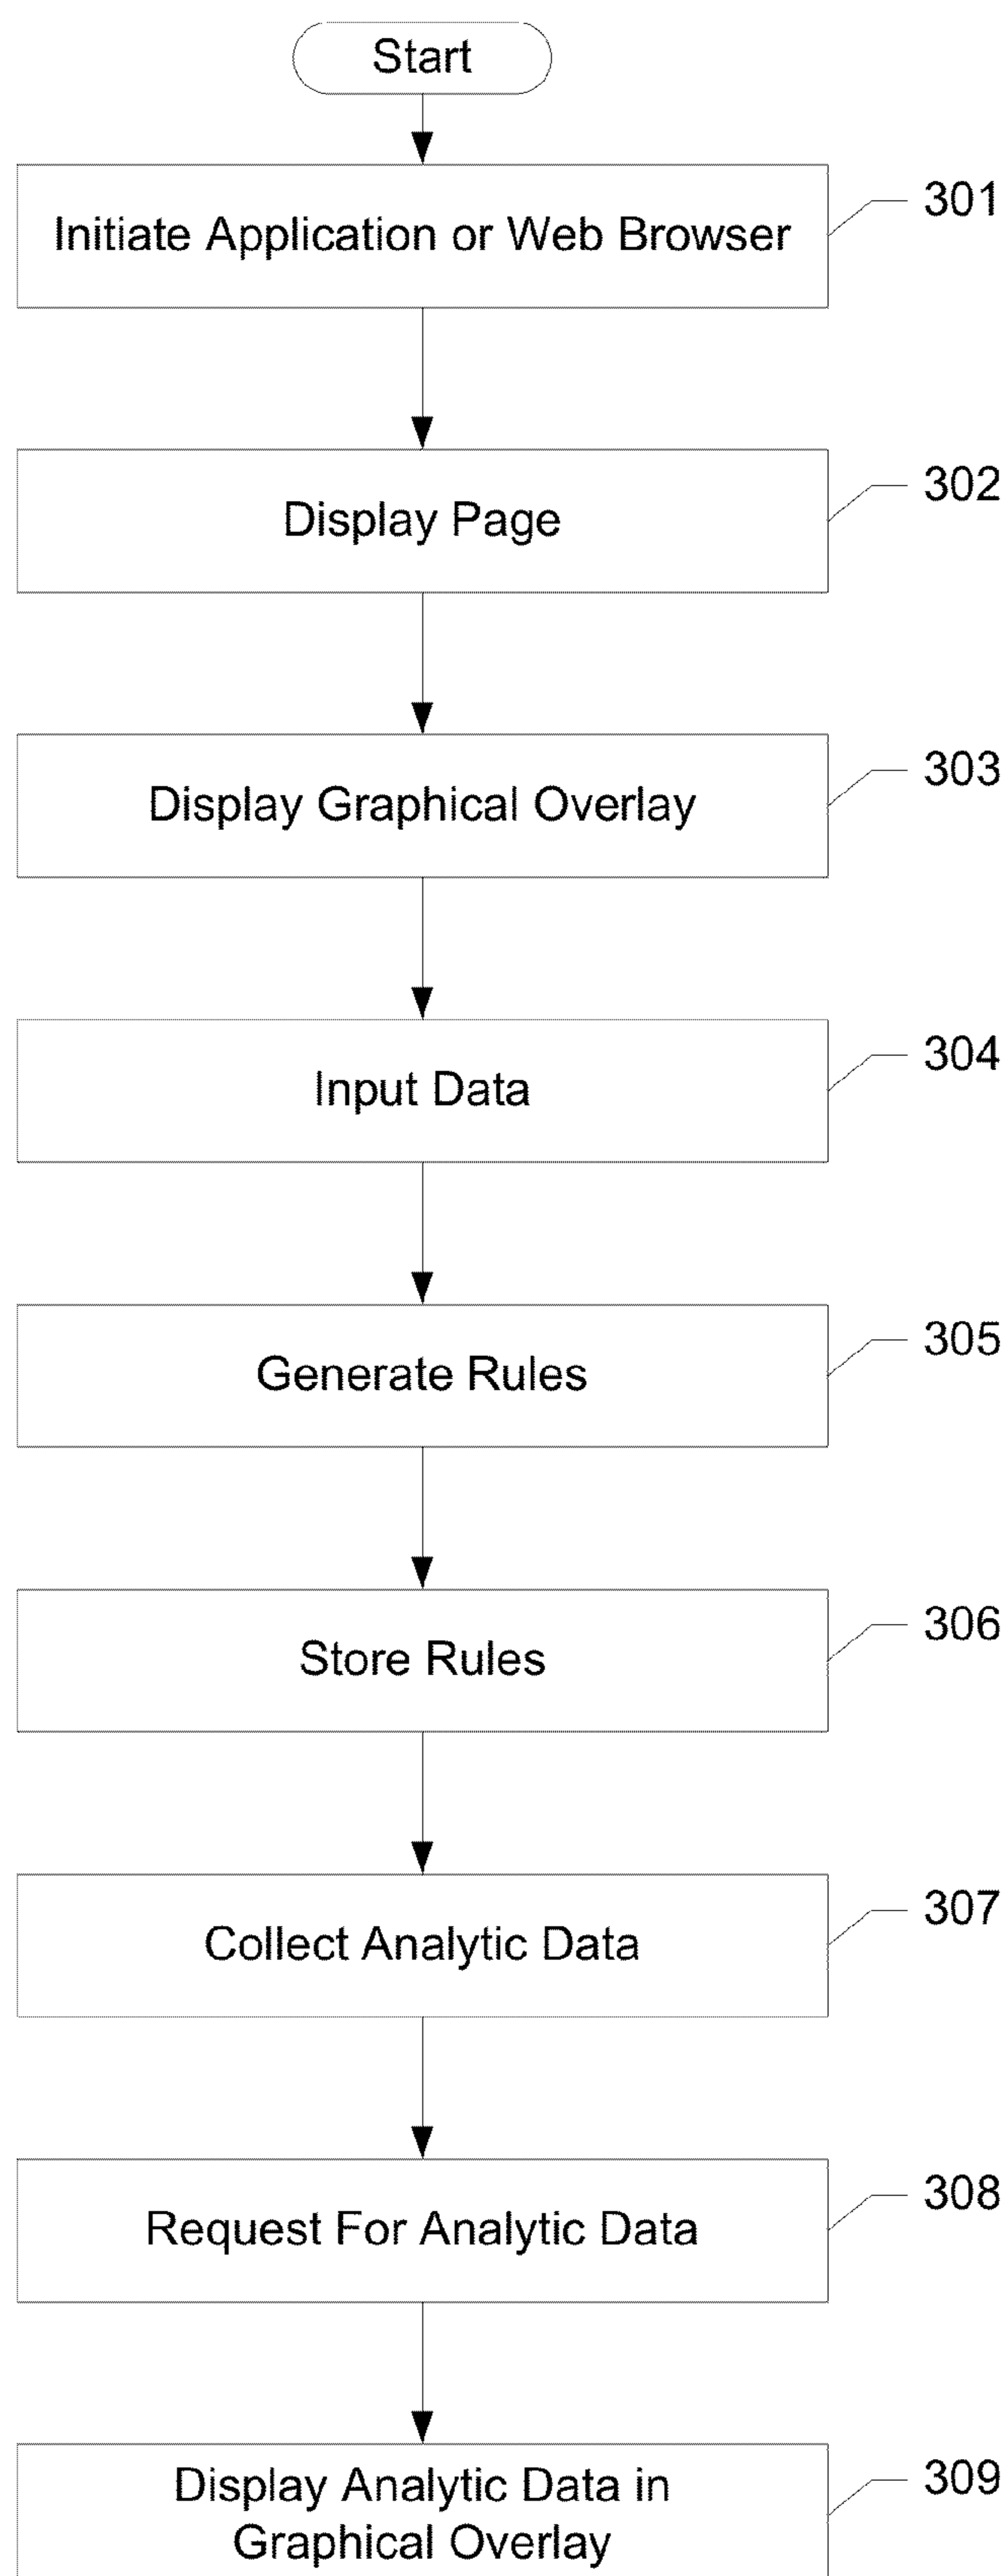 Start
Initiate Application or Web Browser
301
Display Page
302
Display Graphical Overlay
303
Input Data
304
Generate Rules
305
Store Rules
306
Collect Analytic Data
307
Request For Analytic Data
308
Display Analytic Data in
Graphical Overlay
309